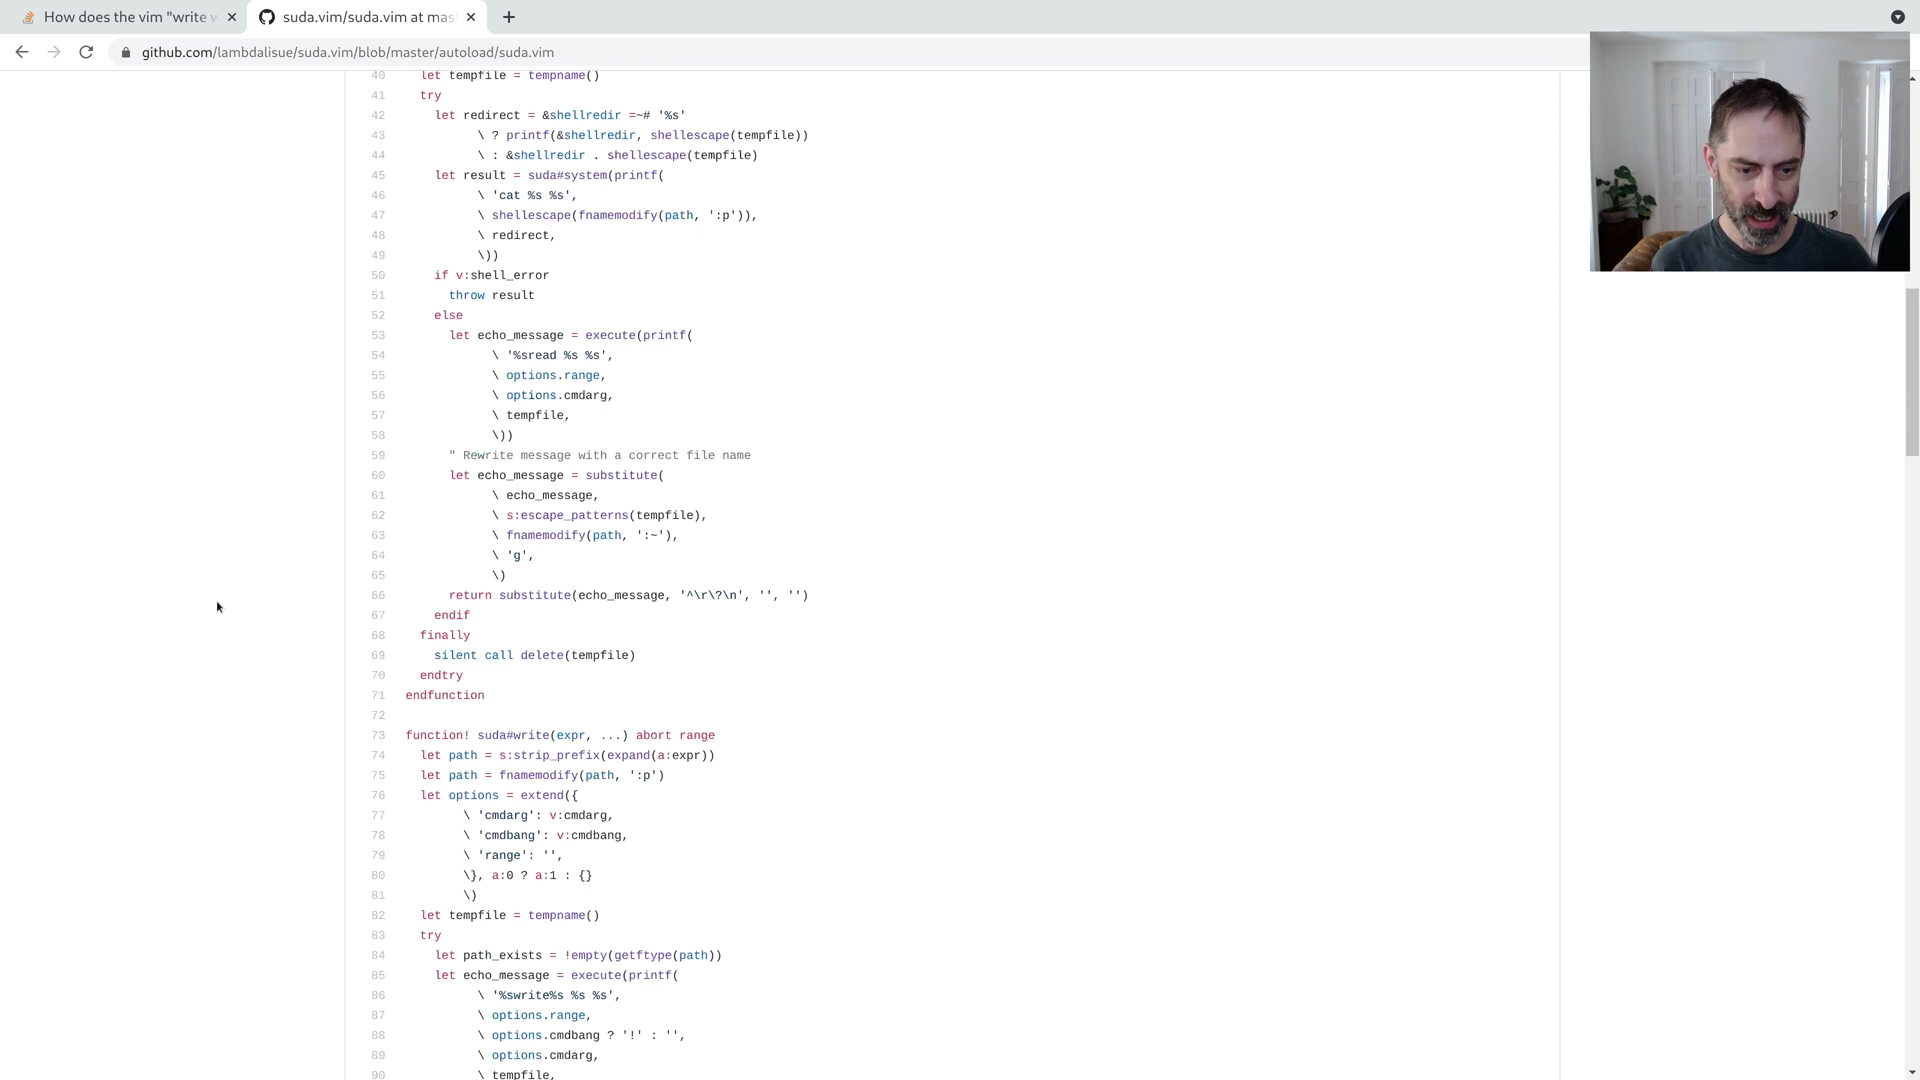 How does the vim "write w
suda.vim/suda.vim at mas
github.com/lambdalisue/suda.vim/blob/master/autoload/suda.vim
40 let tempfile = tempname()
41 try
42 let redirect = &shellredir =~# '%s'
43 \ ? printf(&shellredir, shellescape(tempfile))
44 \ : &shellredir . shellescape(tempfile)
45 let result = suda#system(printf(
46 \ 'cat %s %s',
47 \ shellescape(fnamemodify(path, ':p')),
48 \ redirect,
49 \))
50 if v:shell_error
51 throw result
52 else
53 let echo_message = execute(printf(
54 \ '%sread %s %s',
55 \ options.range,
56 \ options.cmdarg,
57 \ tempfile,
58 \))
59 " Rewrite message with a correct file name
60 let echo_message = substitute(
61 \ echo_message,
62 \ s:escape_patterns(tempfile),
63 \ fnamemodify(path, ':~'),
64 \ 'g',
65 \)
66 return substitute(echo_message, '^\r\?\n', '', '')
67 endif
68 finally
69 silent call delete(tempfile)
70 endtry
71 endfunction
72
73 function! suda#write(expr, ...) abort range
74 let path = s:strip_prefix(expand(a:expr))
75 let path = fnamemodify(path, ':p')
76 let options = extend({
77 \ 'cmdarg': v:cmdarg,
78 \ 'cmdbang': v:cmdbang,
79 \ 'range': '',
80 \}, a:0 ? a:1 : {}
81 \)
82 let tempfile = tempname()
83 try
84 let path_exists = !empty(getftype(path))
85 let echo_message = execute(printf(
86 \ '%swrite%s %s %s',
87 \ options.range,
88 \ options.cmdbang ? '!' : '',
89 \ options.cmdarg,
90 \ tempfile,